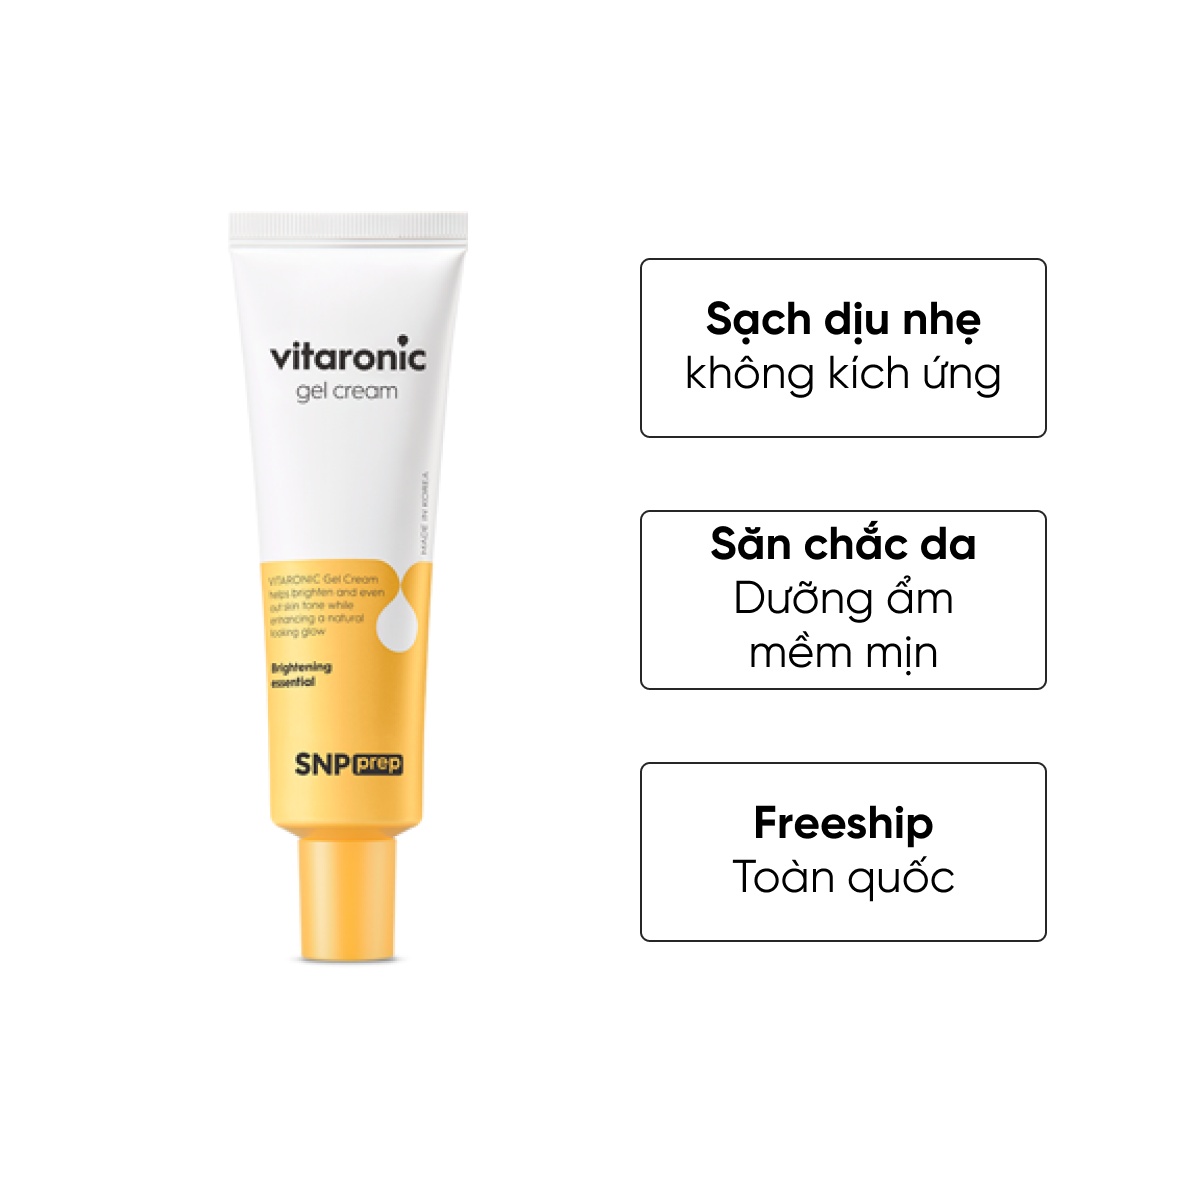 vitaronic
gel cream
MADE IN KOREA
VITARONIC Gel Cream
helps brighten and even
out skin tone while
enhancing a natural
looking glow
Brightening
essential
SNP prep
Sạch dịu nhẹ
không kích ứng
Săn chắc da
Dưỡng ẩm
mềm mịn
Freeship
Toàn quốc